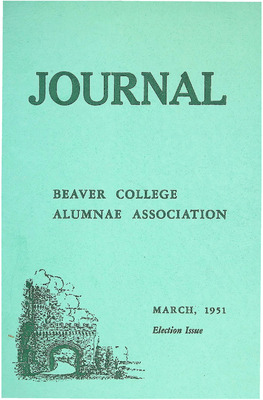 JOURNAL
BEAVER COLLEGE
ALUMNAE ASSOCIATION
MARCH, 1951
Election Issue